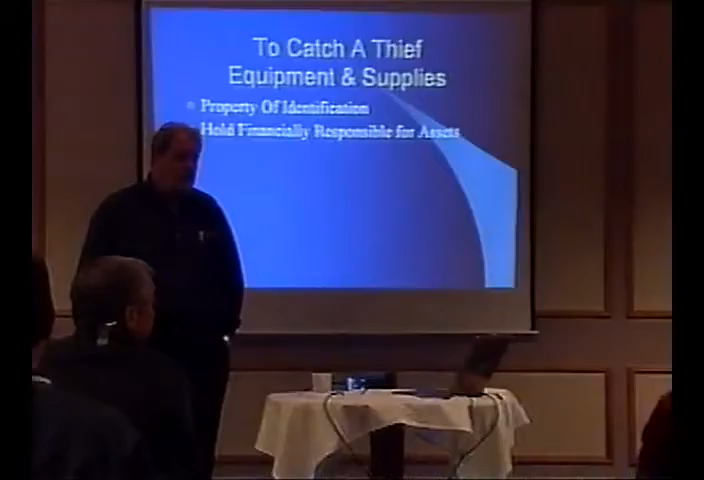 To Catch A Thief
Equipment & Supplies
Property Of Identification
Hold Financially Responsible for Assets